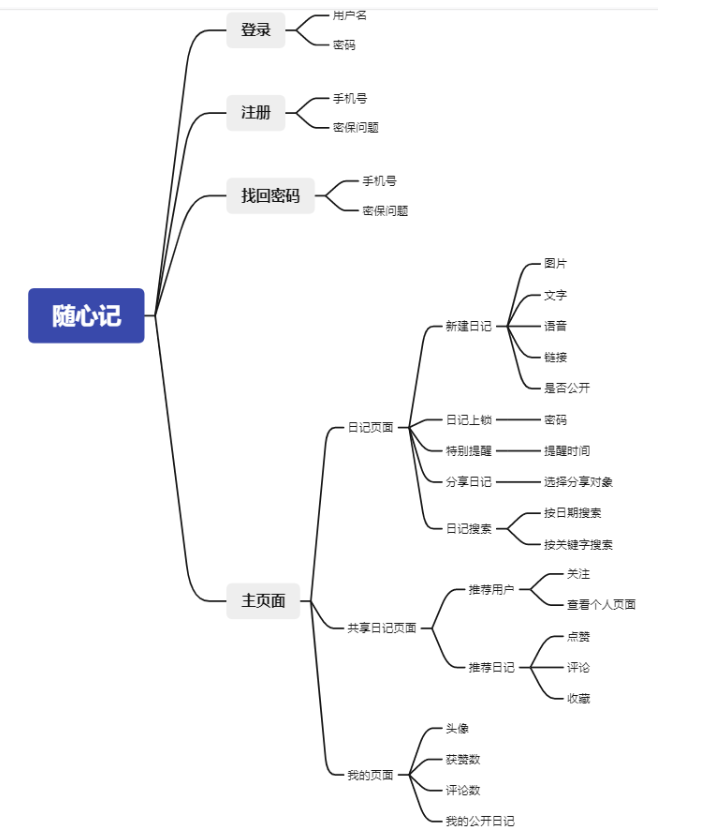 随心记
登录
用户名
密码
注册
手机号
密保问题
找回密码
手机号
密保问题
主页面
日记页面
新建日记
图片
文字
语音
链接
是否公开
日记上锁
密码
特别提醒
提醒时间
分享日记
选择分享对象
日记搜索
按日期搜索
按关键字搜索
共享日记页面
推荐用户
关注
查看个人页面
推荐日记
点赞
评论
收藏
我的页面
头像
获赞数
评论数
我的公开日记